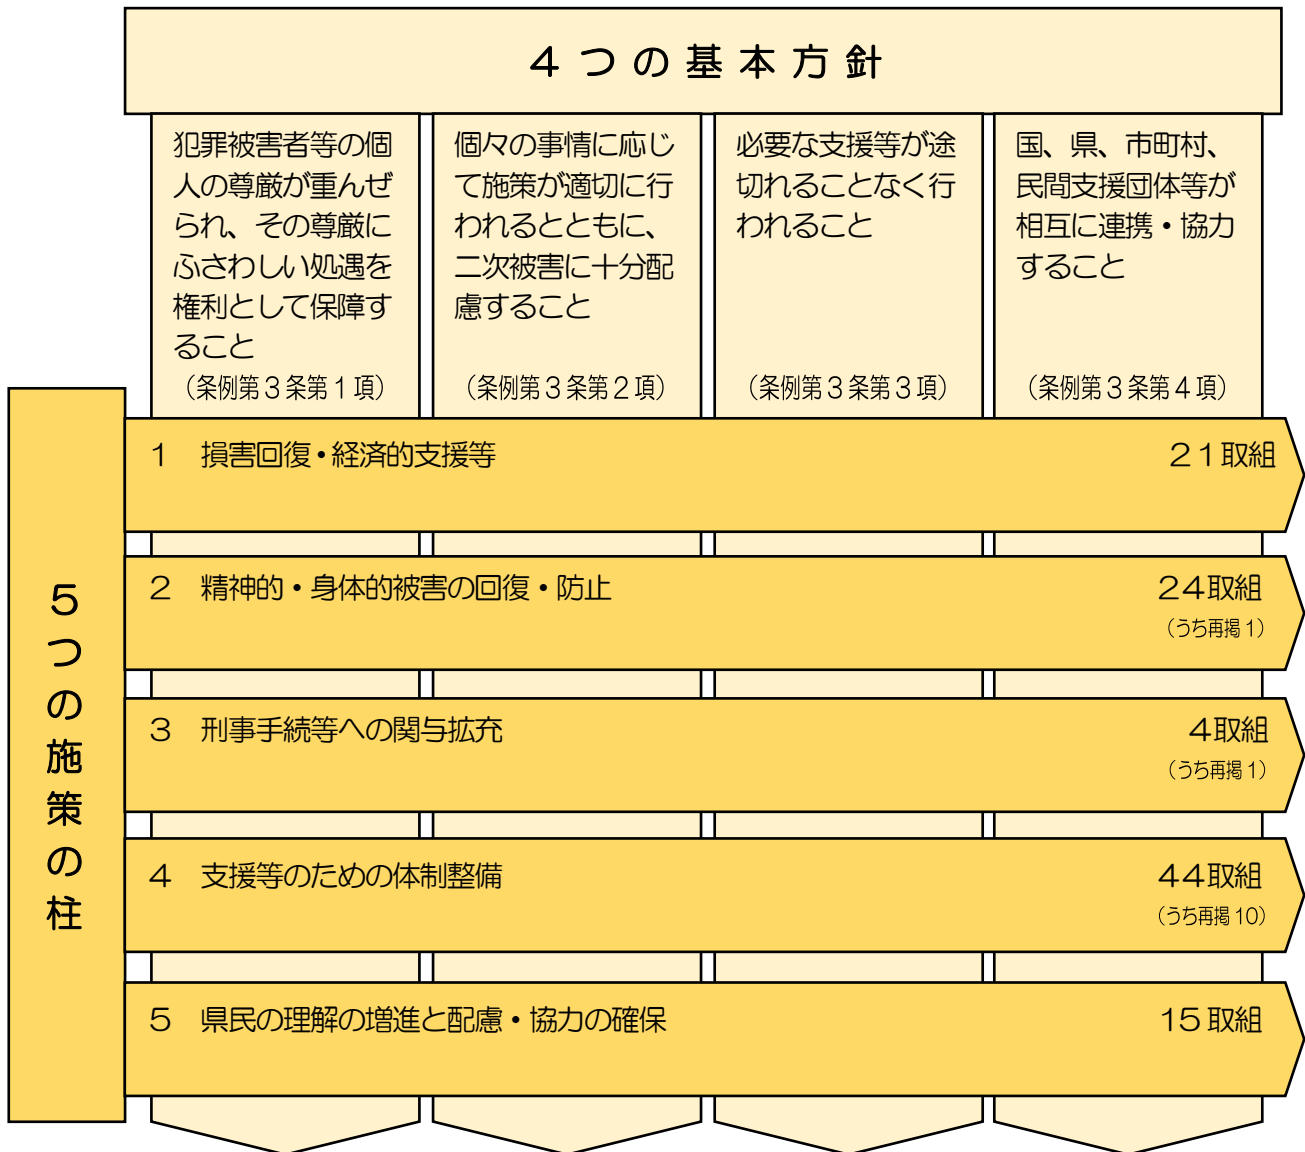 4つの基本方針
犯罪被害者等の個
人の尊厳が重んぜ
られ、その尊厳に
ふさわしい処遇を
権利として保障す
ること
（条例第３条第１項）
個々の事情に応じ
て施策が適切に行
われるとともに、
二次被害に十分配
慮すること
（条例第３条第２項）
必要な支援等が途
切れることなく行
われること
（条例第３条第３項）
国、県、市町村、
民間支援団体等が
相互に連携・協力
すること
（条例第３条第４項）
5つの施策の柱
１　損害回復・経済的支援等　21取組
２　精神的・身体的被害の回復・防止　24取組
（うち再掲１）
３　刑事手続等への関与拡充　4取組
（うち再掲１）
４　支援等のための体制整備　44取組
（うち再掲10）
５　県民の理解の増進と配慮・協力の確保　15取組